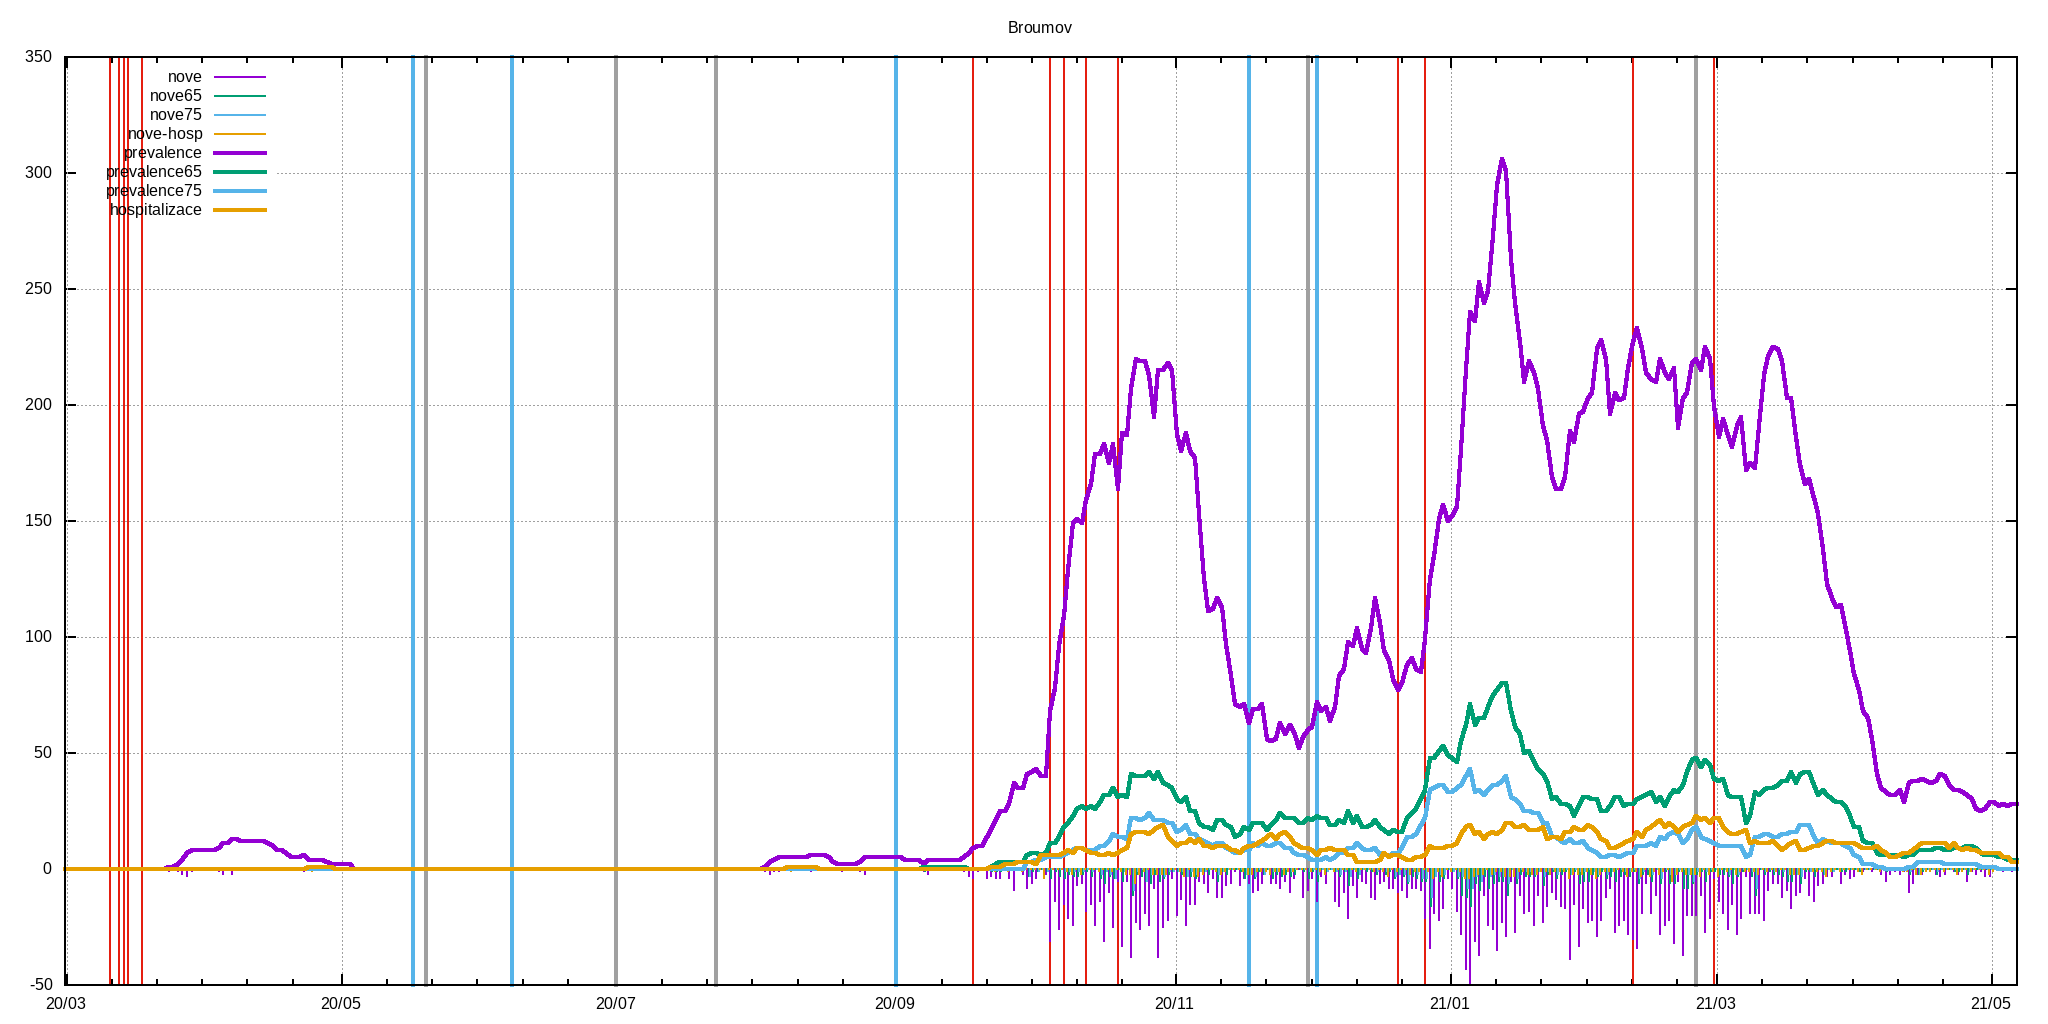 Broumov
350
300
250
200
150
100
50
0
-50
nove
nove65
nove75
nove-hosp
prevalence
prevalence65
prevalence75
hospitalizace
20/03 20/05 20/07 20/09 20/11 21/01 21/03 21/05